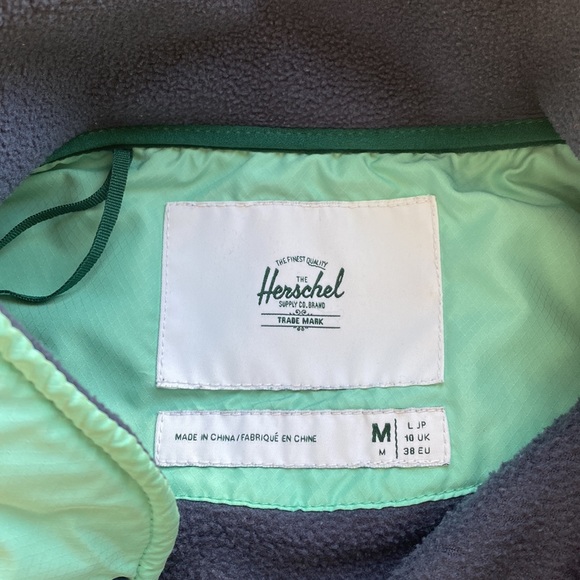 THE FINEST QUALITY
THE
Herschel
SUPPLY CO. BRAND
TRADE MARK
MADE IN CHINA/FABRIQUÉ EN CHINE
M
M
L JP
10 UK
38 EU